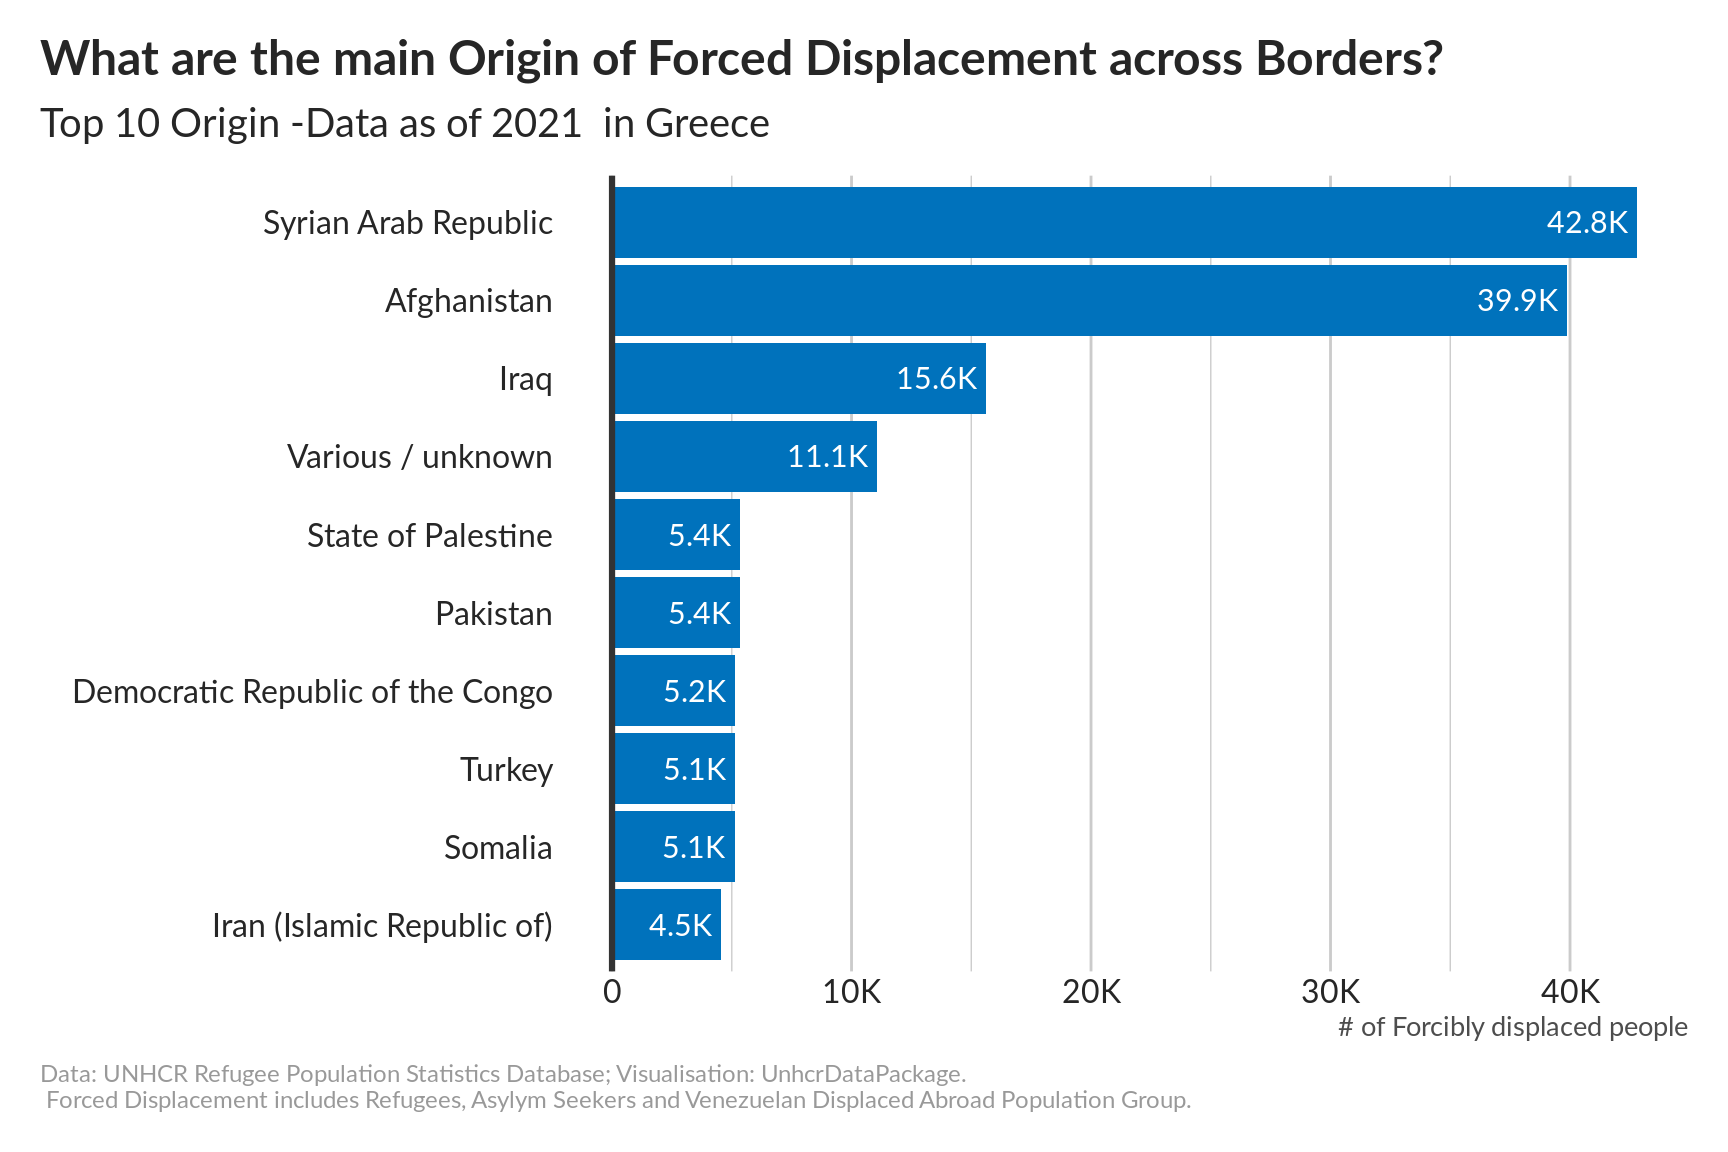 What are the main Origin of Forced Displacement across Borders?
Top 10 Origin -Data as of 2021  in Greece
Syrian Arab Republic 42.8K
Afghanistan 39.9K
Iraq 15.6K
Various / unknown 11.1K
State of Palestine 5.4K
Pakistan 5.4K
Democratic Republic of the Congo 5.2K
Turkey 5.1K
Somalia 5.1K
Iran (Islamic Republic of) 4.5K
0 10K 20K 30K 40K
# of Forcibly displaced people
Data: UNHCR Refugee Population Statistics Database; Visualisation: UnhcrDataPackage.
Forced Displacement includes Refugees, Asylym Seekers and Venezuelan Displaced Abroad Population Group.